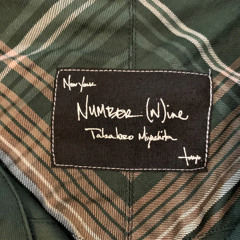 New York
NUMBER (N)ine
Takahiro Miyashita
Tokyo